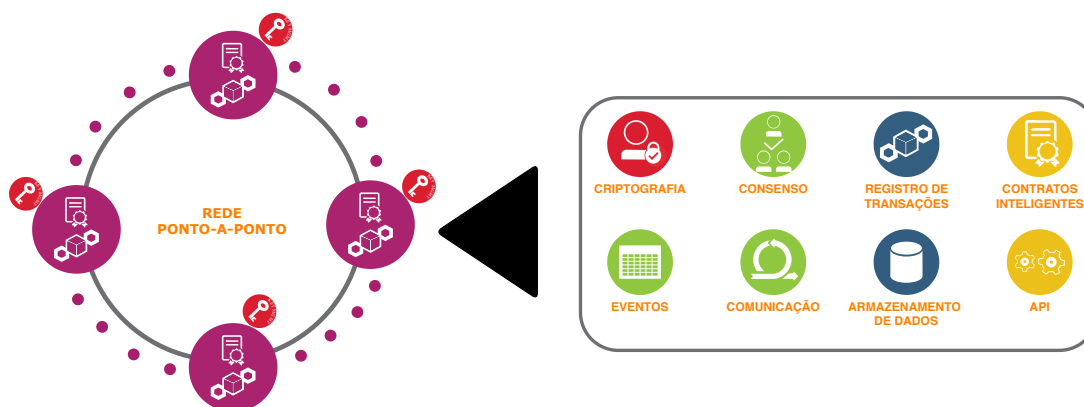 REDE
PONTO-A-PONTO
CRIPTOGRAFIA
CONSENSO
REGISTRO DE
TRANSAÇÕES
CONTRATOS
INTELIGENTES
EVENTOS
COMUNICAÇÃO
ARMAZENAMENTO
DE DADOS
API